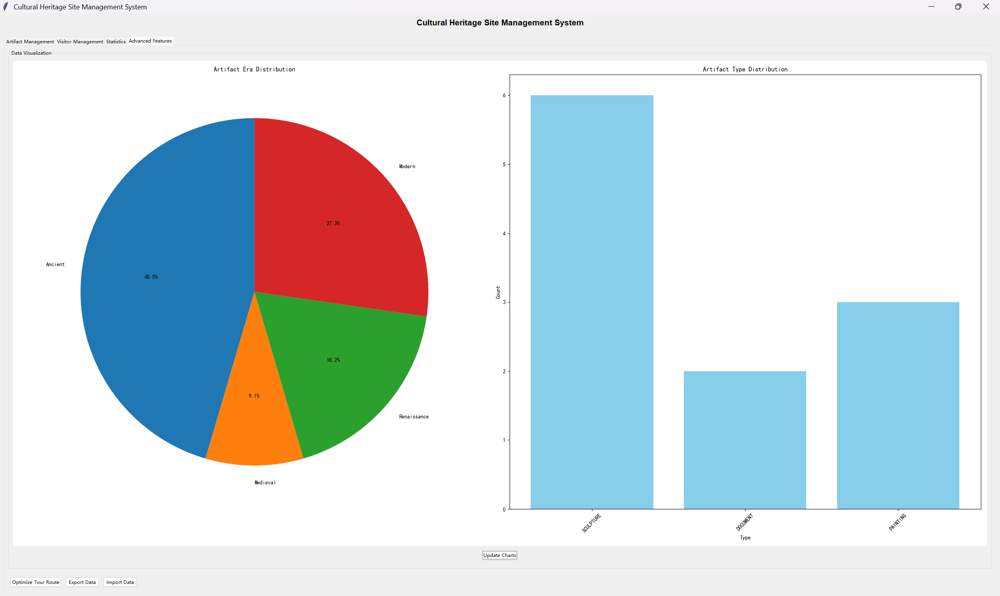 Cultural Heritage Site Management System
Cultural Heritage Site Management System
Artifact Management Visitor Management Statistics Advanced Features
Data Visualization
Artifact Era Distribution
Modern
27.3%
Ancient
45.5%
18.2%
9.1%
Renaissance
Medieval
Artifact Type Distribution
6
5
4
3
2
1
0
Count
SCULPTURE
DOCUMENT
PAINTING
Type
Update Charts
Optimize Tour Route Export Data Import Data